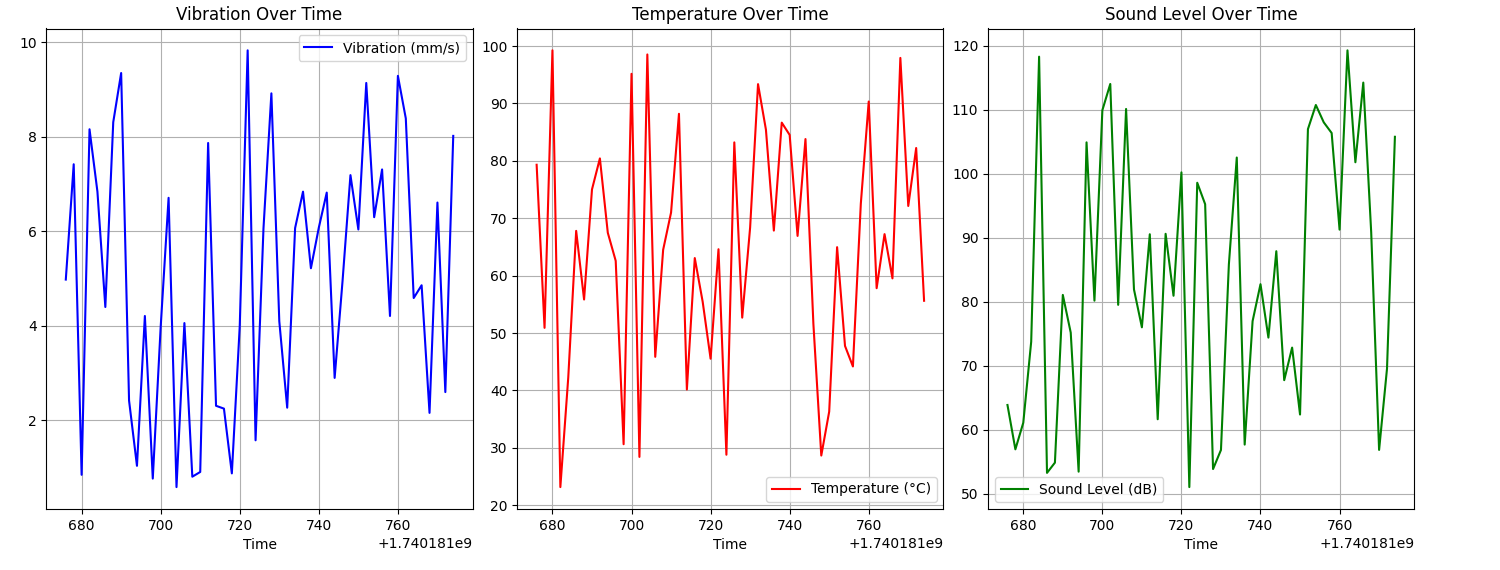 Vibration Over Time
10
8
6
4
2
Vibration (mm/s)
680 700 720 740 760
Time
+1.740181e9
Temperature Over Time
100
90
80
70
60
50
40
30
20
Temperature (°C)
680 700 720 740 760
Time
+1.740181e9
Sound Level Over Time
120
110
100
90
80
70
60
50
Sound Level (dB)
680 700 720 740 760
Time
+1.740181e9